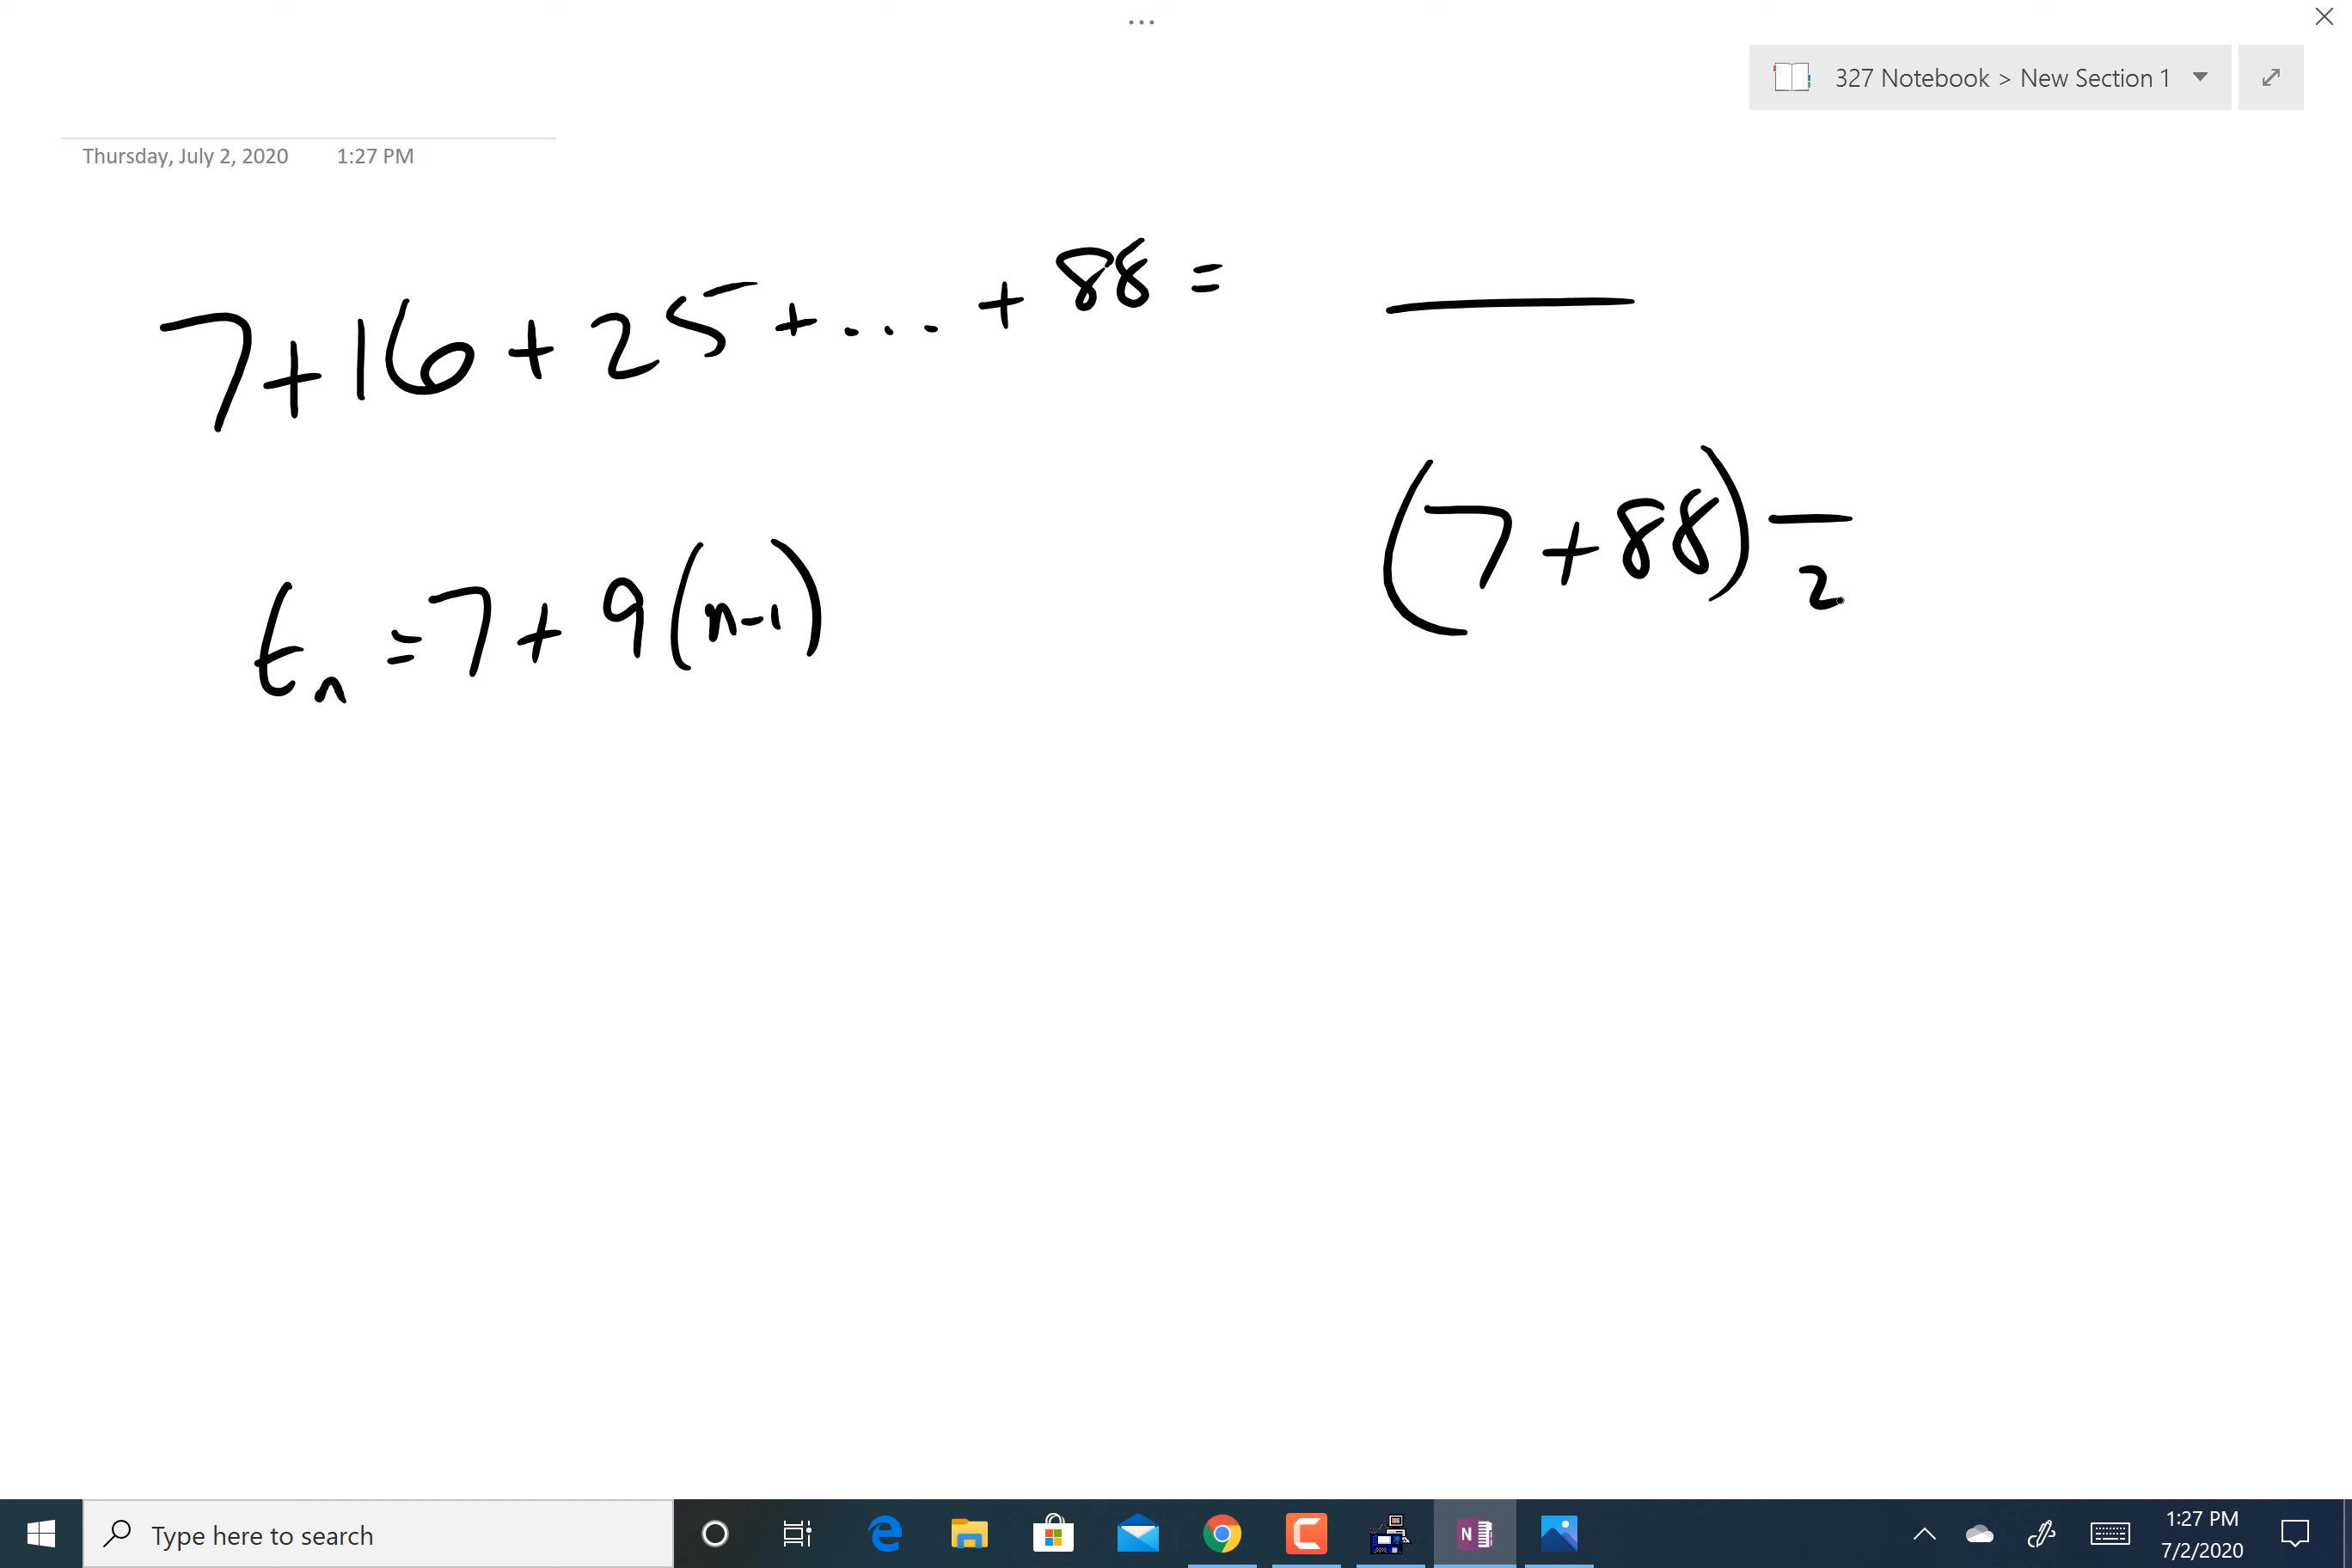 ...
327 Notebook > New Section 1
Thursday, July 2, 2020 1:27 PM
7+16+25+...+88= ____
(7+88) __/2
tn=7+9(n-1)
Type here to search
1:27 PM
7/2/2020